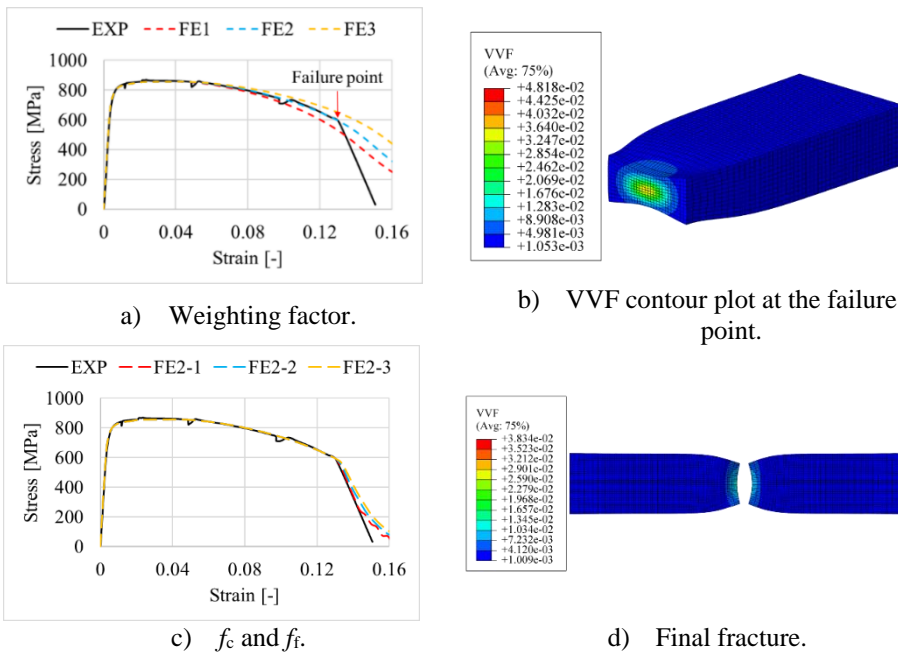 EXP FE1 FE2 FE3
1000
800
600
400
200
0
Failure point
Stress [MPa]
0 0.04 0.08 0.12 0.16
Strain [-]
a) Weighting factor.
VVF
(Avg: 75%)
+4.818e-02
+4.425e-02
+4.032e-02
+3.640e-02
+3.247e-02
+2.854e-02
+2.462e-02
+2.069e-02
+1.676e-02
+1.283e-02
+8.908e-03
+4.981e-03
+1.053e-03
b) VVF contour plot at the failure
point.
EXP FE2-1 FE2-2 FE2-3
1000
800
600
400
200
0
Stress [MPa]
0 0.04 0.08 0.12 0.16
Strain [-]
c) fc and ff.
VVF
(Avg: 75%)
+3.834e-02
+3.523e-02
+3.212e-02
+2.901e-02
+2.590e-02
+2.279e-02
+1.968e-02
+1.657e-02
+1.345e-02
+1.034e-02
+7.232e-03
+4.120e-03
+1.009e-03
d) Final fracture.